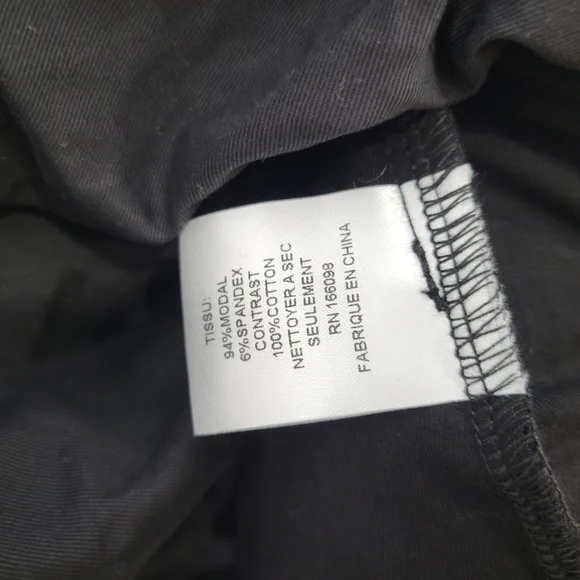 TISSU:
94%MODAL
6%SPANDEX
CONTRAST
100%COTTON
NETTOYER A SEC
SEULEMENT
RN 166098
FABRIQUE EN CHINA